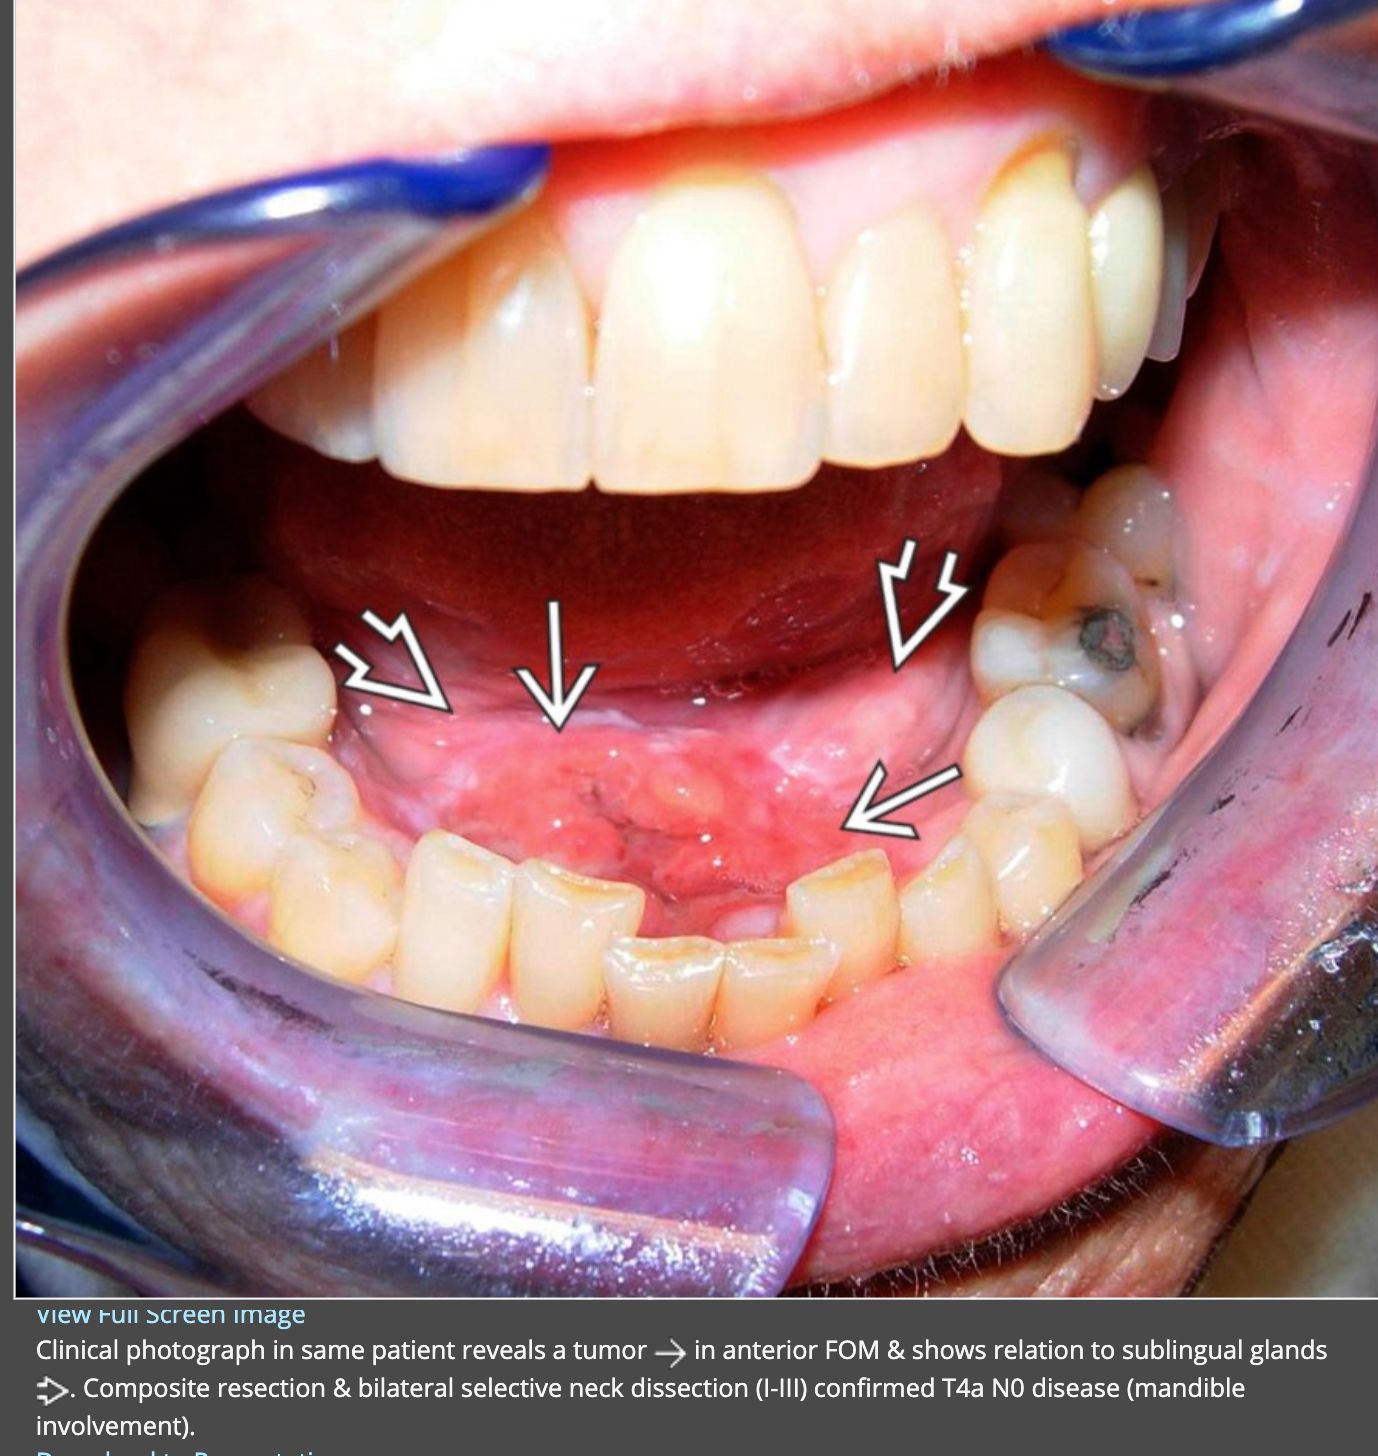 View Full Screen Image
Clinical photograph in same patient reveals a tumor → in anterior FOM & shows relation to sublingual glands
⇨. Composite resection & bilateral selective neck dissection (I-III) confirmed T4a N0 disease (mandible
involvement).